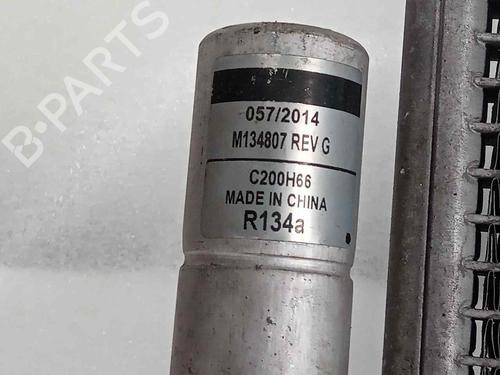 B-PARTS
057/2014
M134807 REV G
C200H66
MADE IN CHINA
R134a